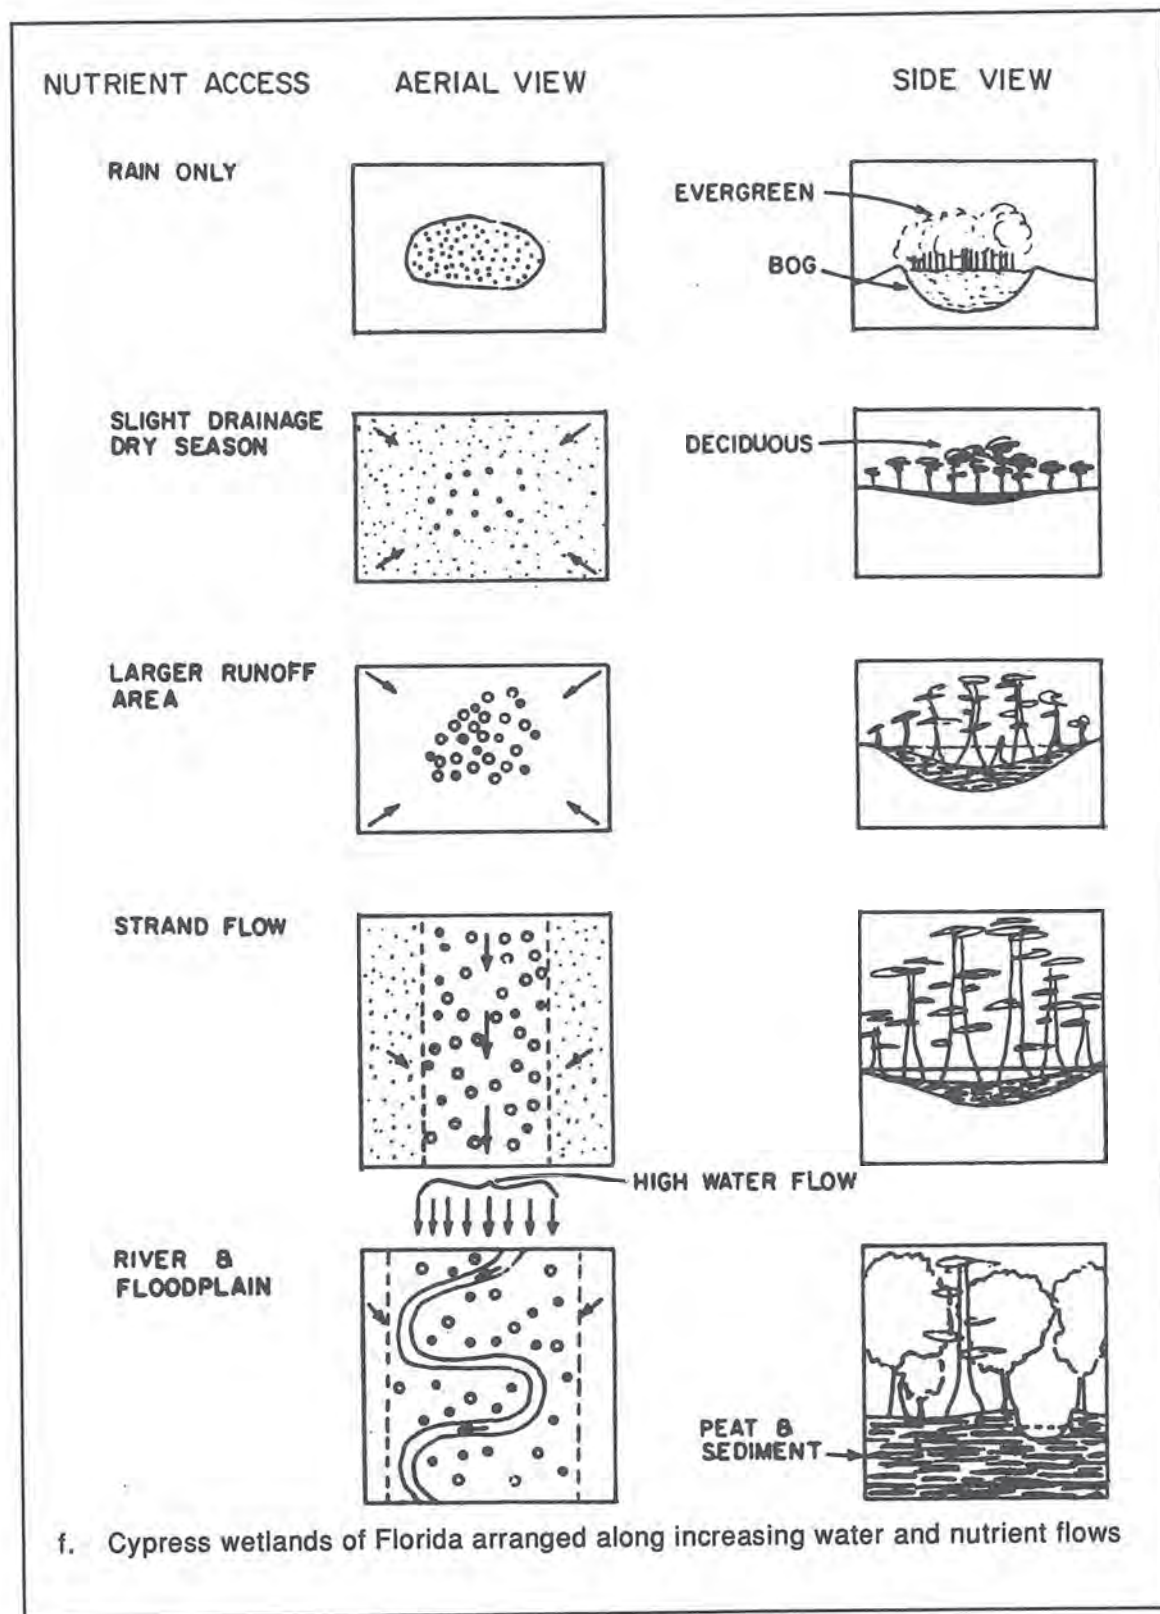 NUTRIENT ACCESS AERIAL VIEW SIDE VIEW
RAIN ONLY
EVERGREEN
BOG
SLIGHT DRAINAGE
DRY SEASON
DECIDUOUS
LARGER RUNOFF
AREA
STRAND FLOW
HIGH WATER FLOW
RIVER &
FLOODPLAIN
PEAT &
SEDIMENT
f. Cypress wetlands of Florida arranged along increasing water and nutrient flows